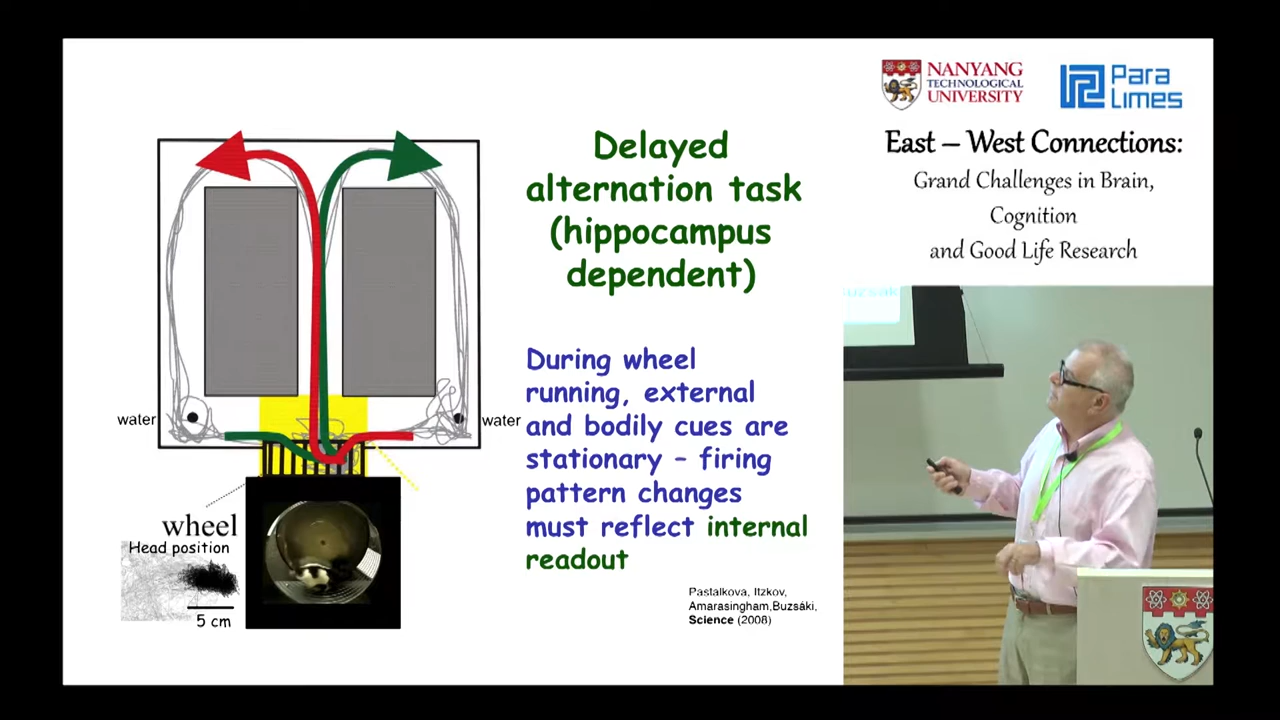 Delayed
alternation task
(hippocampus
dependent)
During wheel
running, external
and bodily cues are
stationary – firing
pattern changes
must reflect internal
readout
water
water
wheel
Head position
5 cm
Pastalkova, Itzkov,
Amarasingham,Buzsáki,
Science (2008)
NANYANG
TECHNOLOGICAL
UNIVERSITY
Para
Limes
East – West Connections:
Grand Challenges in Brain,
Cognition
and Good Life Research